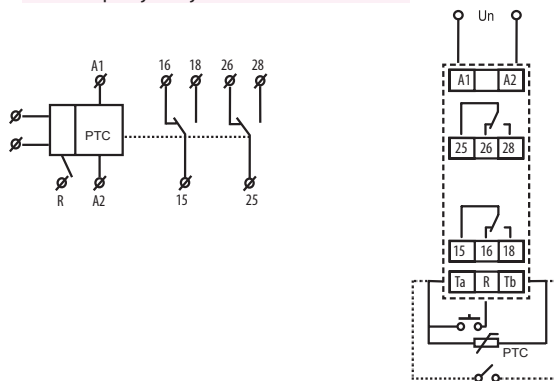 A1 16 18 26 28
PTC
R A2 15 25
Un
A1 A2
25 26 28
15 16 18
Ta R Tb
PTC